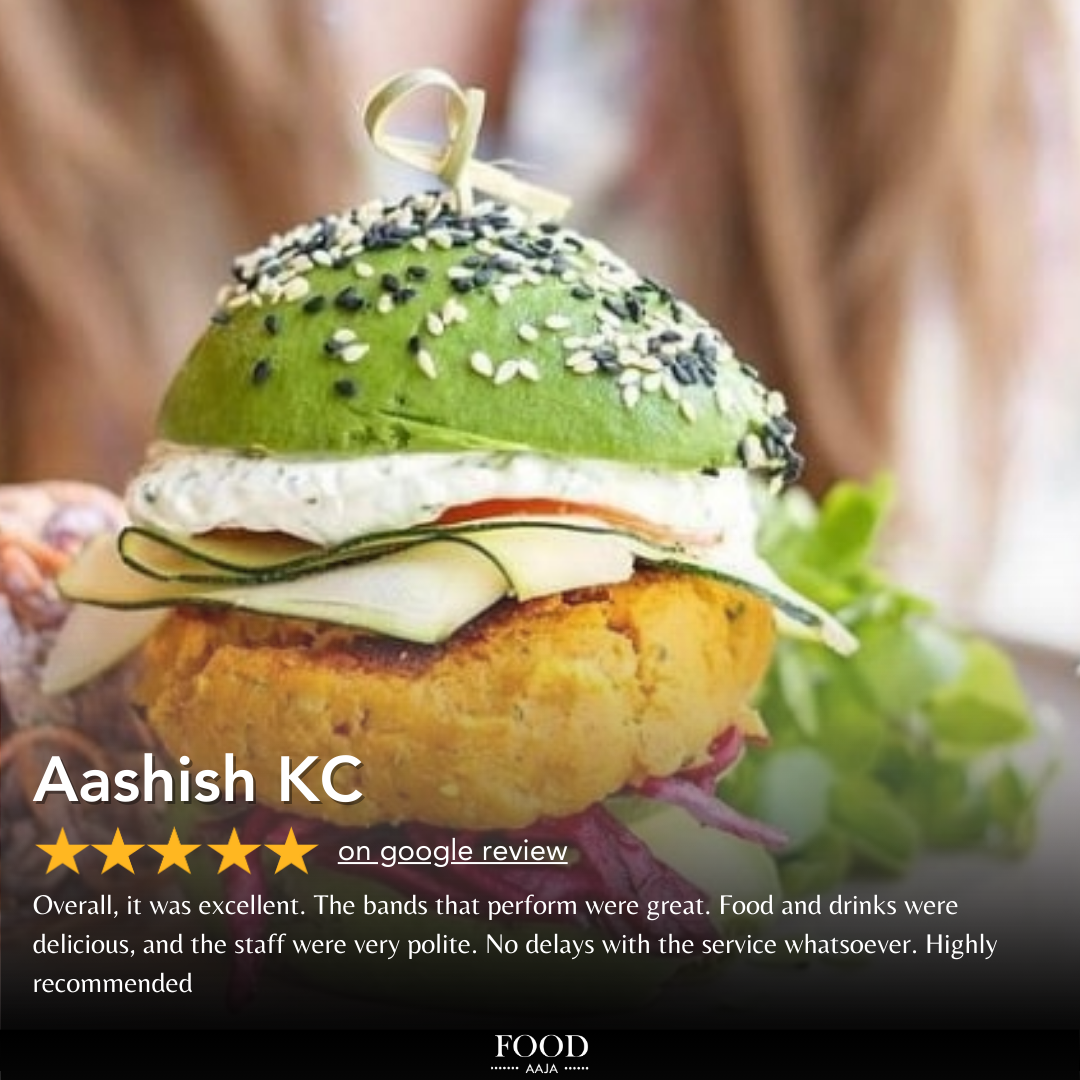 Aashish KC
on google review
Overall, it was excellent. The bands that perform were great. Food and drinks were
delicious, and the staff were very polite. No delays with the service whatsoever. Highly
recommended
FOOD
AAJA